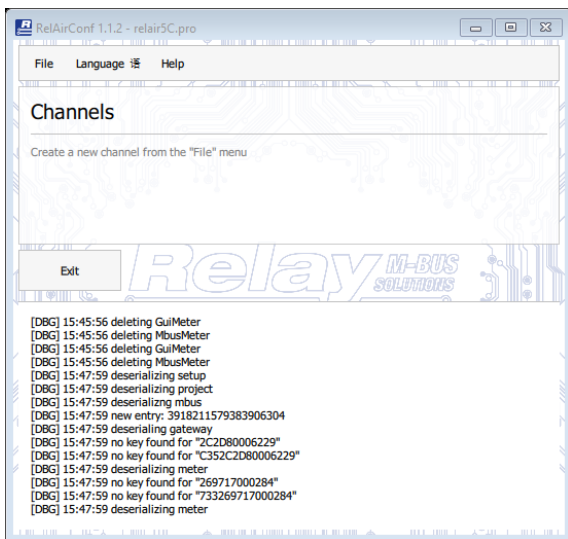 RelAirConf 1.1.2 - relair5C.pro
File Language 语 Help
Channels
Create a new channel from the "File" menu
Exit
Relay M-BUS
SOLUTIONS
[DBG] 15:45:56 deleting GuiMeter
[DBG] 15:45:56 deleting MbusMeter
[DBG] 15:45:56 deleting GuiMeter
[DBG] 15:45:56 deleting MbusMeter
[DBG] 15:47:59 deserializing setup
[DBG] 15:47:59 deserializing project
[DBG] 15:47:59 deserializng mbus
[DBG] 15:47:59 new entry: 3918211579383906304
[DBG] 15:47:59 deserialing gateway
[DBG] 15:47:59 no key found for "2C2D80006229"
[DBG] 15:47:59 no key found for "C352C2D80006229"
[DBG] 15:47:59 deserializing meter
[DBG] 15:47:59 no key found for "269717000284"
[DBG] 15:47:59 no key found for "733269717000284"
[DBG] 15:47:59 deserializing meter